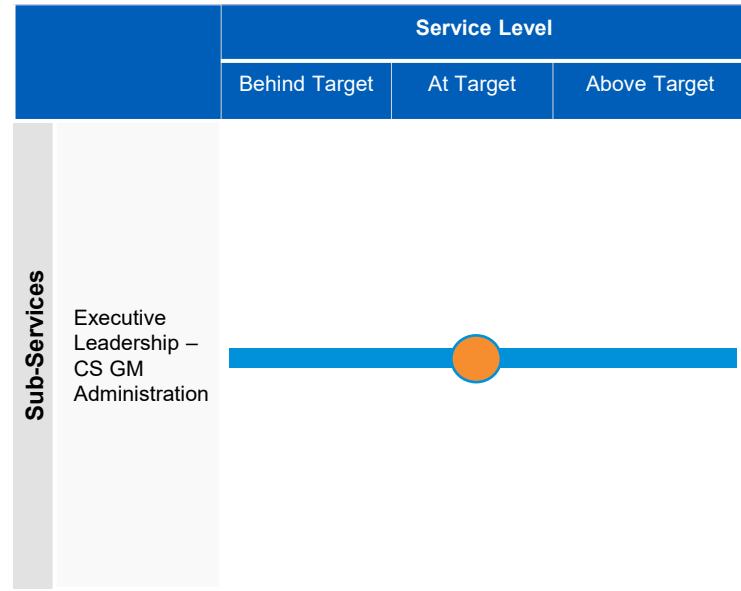 Service Level
Behind Target
At Target
Above Target
Sub-Services
Executive
Leadership –
CS GM
Administration